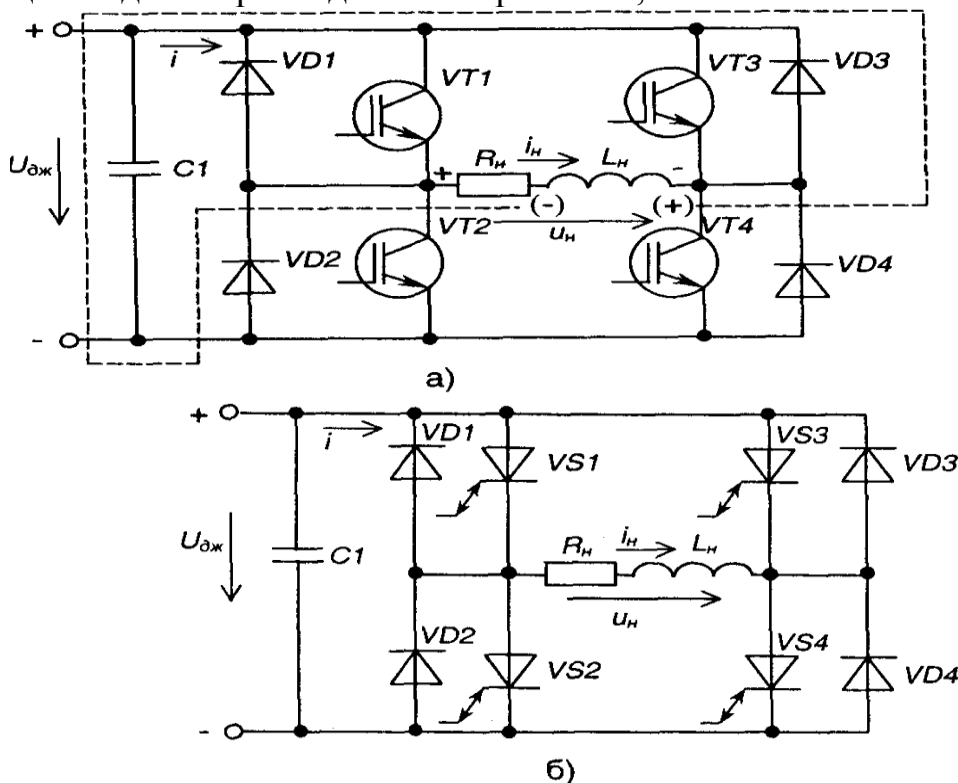 +
i
VD1
VT1
VT3
VD3
Uдж
C1
+
Rн
iн
Lн
-
(-)
(+)
VD2
VT2
uн
VT4
VD4
-
а)
+
i
VD1
VS1
VS3
VD3
Uдж
C1
Rн
iн
Lн
uн
VD2
VS2
VS4
VD4
-
б)